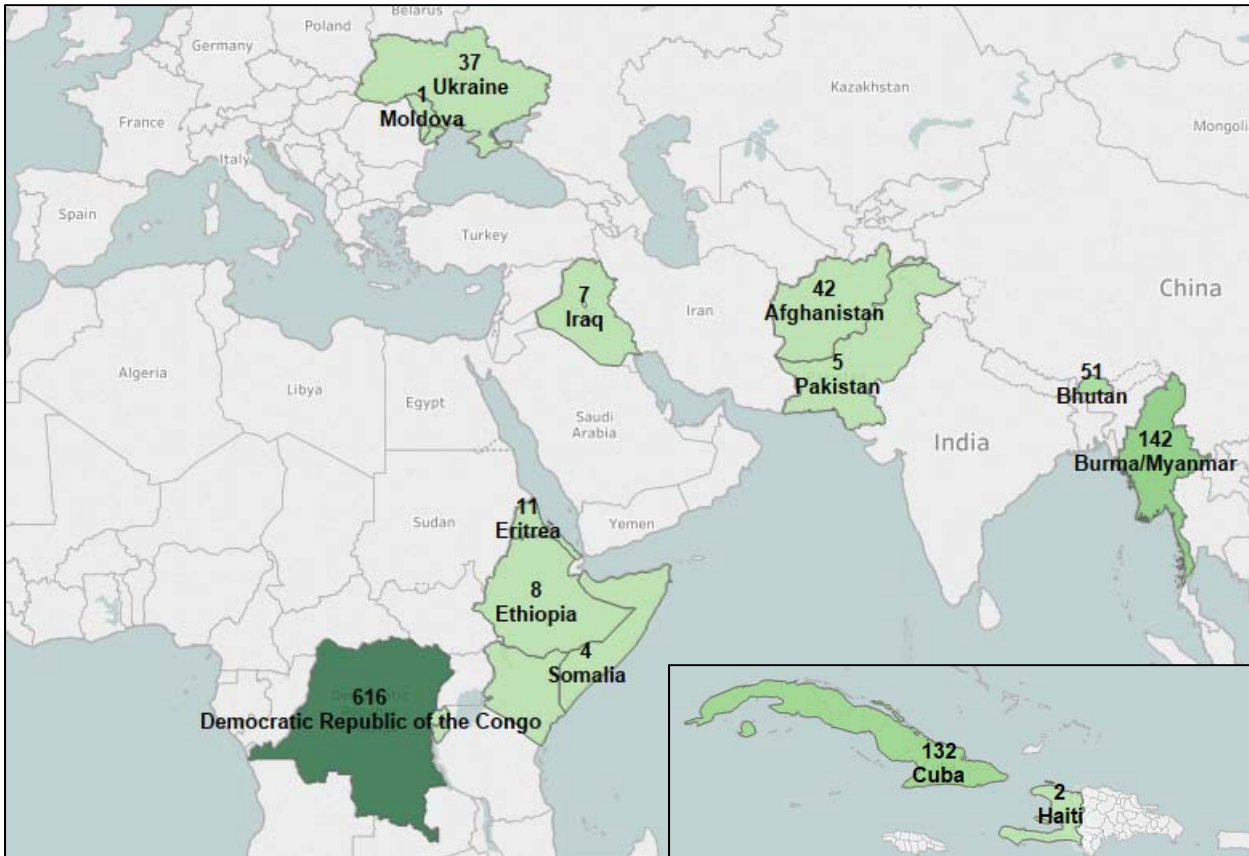 Belarus
Poland
Germany
37
Ukraine
1
Moldova
Kazakhstan
Mongoli
France
Italy
Spain
Turkey
7
Iraq
Iran
42
Afghanistan
China
5
Pakistan
51
Bhutan
Algeria
Libya
Egypt
Saudi
Arabia
India
142
Burma/Myanmar
11
Eritrea
Sudan
Yemen
8
Ethiopia
4
Somalia
616
Democratic Republic of the Congo
132
Cuba
2
Haiti